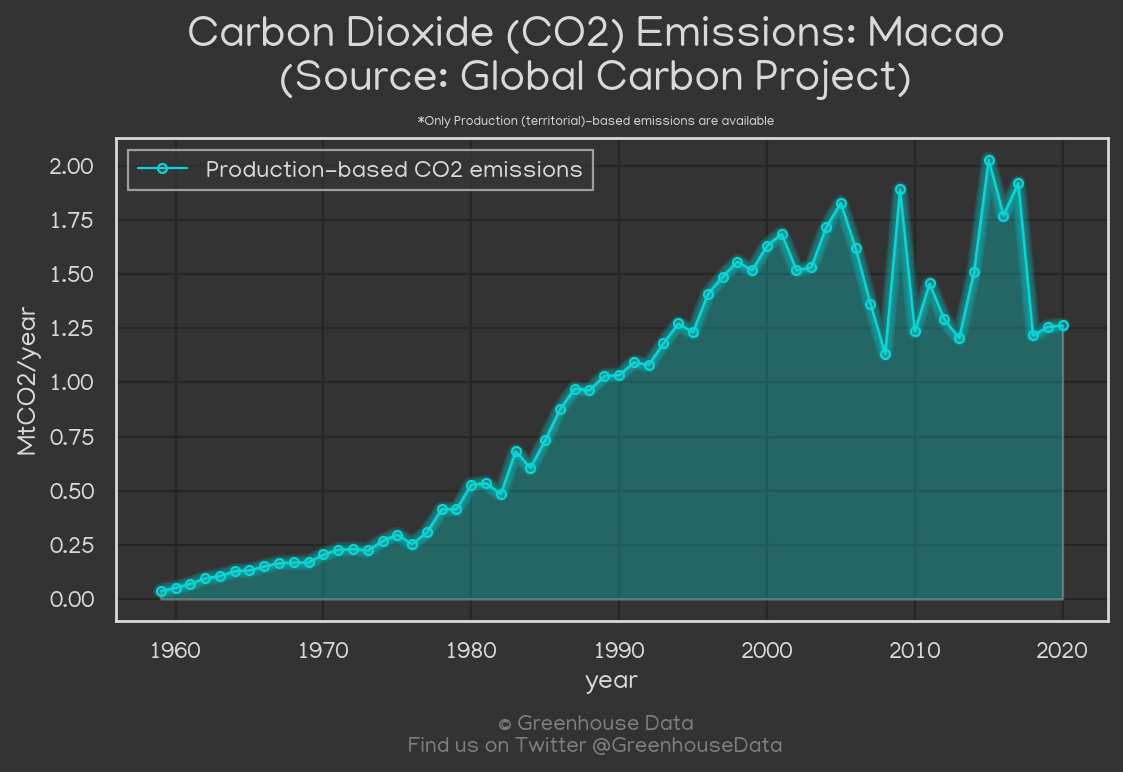 Carbon Dioxide (CO2) Emissions: Macao
(Source: Global Carbon Project)
*Only Production (territorial)-based emissions are available
Production-based CO2 emissions
2.00
1.75
1.50
1.25
1.00
0.75
0.50
0.25
0.00
MtCO2/year
1960 1970 1980 1990 2000 2010 2020
year
© Greenhouse Data
Find us on Twitter @GreenhouseData